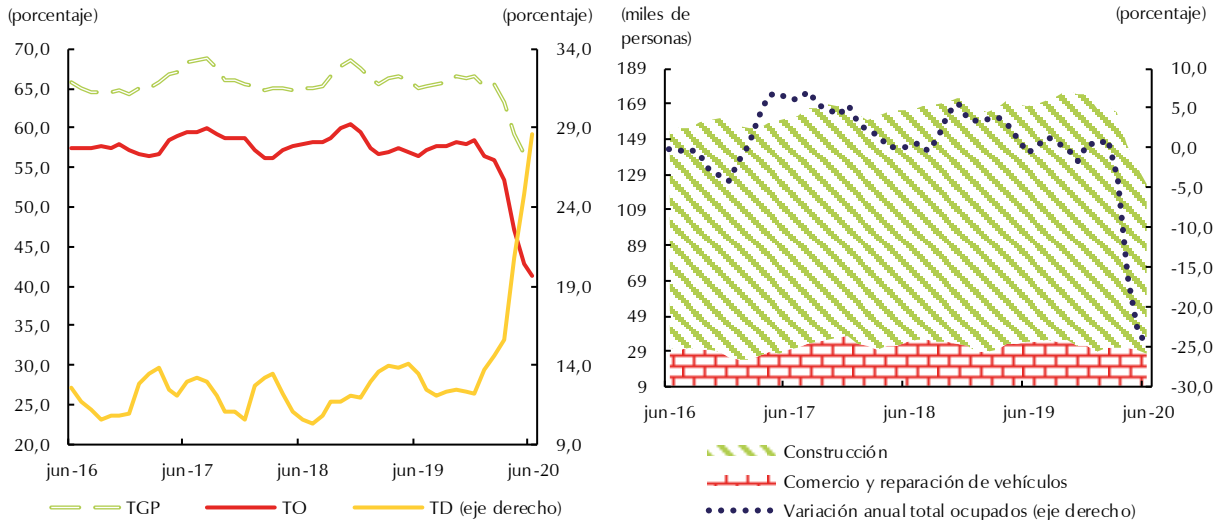 (porcentaje)
(porcentaje)
70,0
65,0
60,0
55,0
50,0
45,0
40,0
35,0
30,0
25,0
20,0
34,0
29,0
24,0
19,0
14,0
9,0
jun-16
jun-17
jun-18
jun-19
jun-20
TGP
TO
TD (eje derecho)
(miles de
personas)
(porcentaje)
189
169
149
129
109
89
69
49
29
9
10,0
5,0
0,0
-5,0
-10,0
-15,0
-20,0
-25,0
-30,0
jun-16
jun-17
jun-18
jun-19
jun-20
Construcción
Comercio y reparación de vehículos
Variación anual total ocupados (eje derecho)